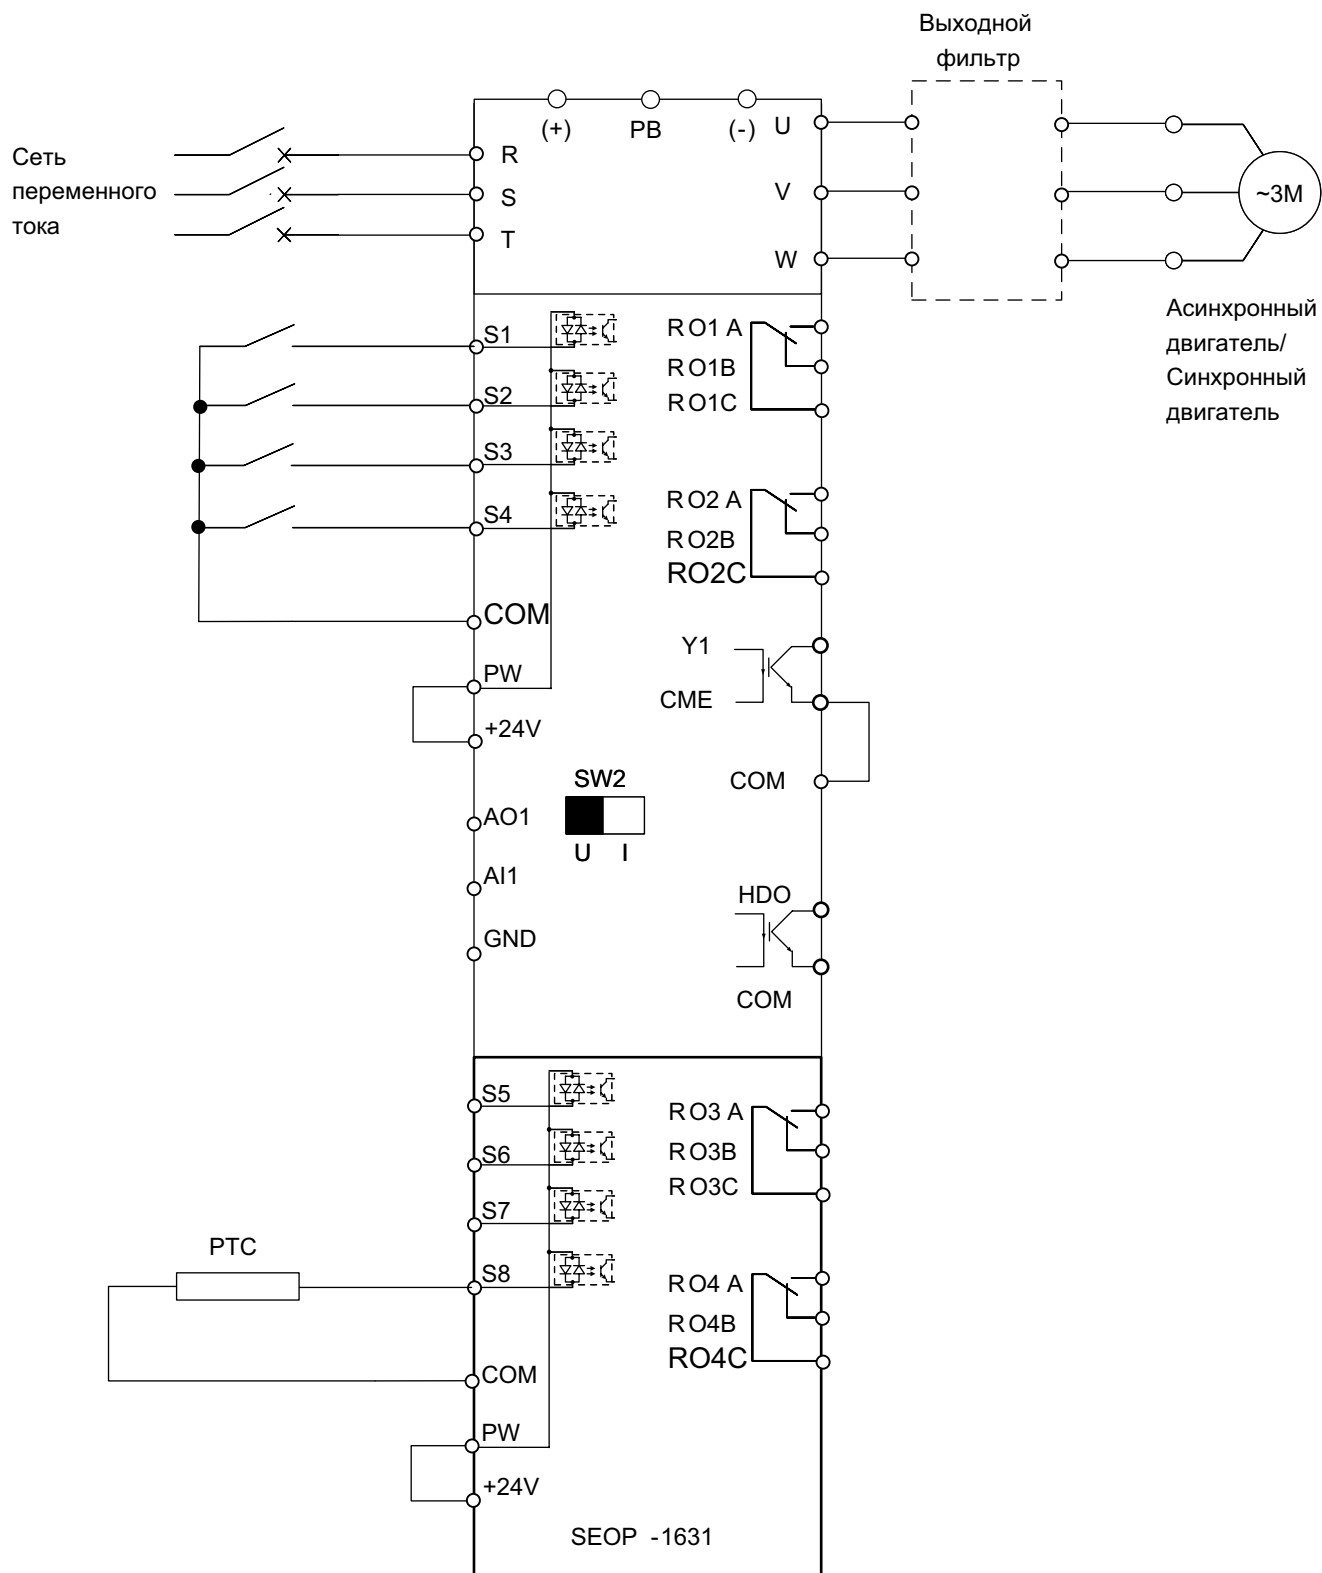 Выходной
фильтр
(+)
PB
(-)
U
R
S
T
V
W
Сеть
переменного
тока
~3M
Асинхронный
двигатель/
Синхронный
двигатель
S1
S2
S3
S4
COM
PW
+24V
RO1 A
RO1B
RO1C
RO2 A
RO2B
RO2C
Y1
CME
COM
SW2
U I
AO1
AI1
GND
HDO
COM
S5
S6
S7
S8
PTC
COM
PW
+24V
RO3 A
RO3B
RO3C
RO4 A
RO4B
RO4C
SEOP -1631